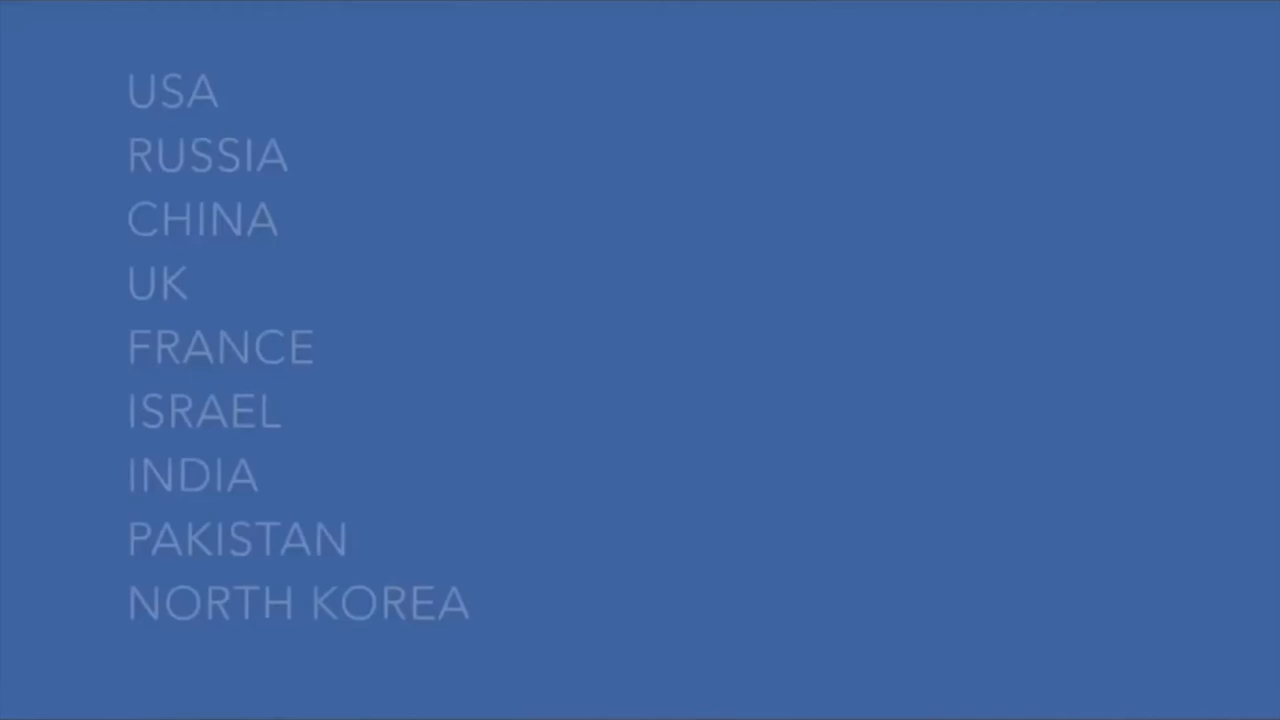 USA
RUSSIA
CHINA
UK
FRANCE
ISRAEL
INDIA
PAKISTAN
NORTH KOREA